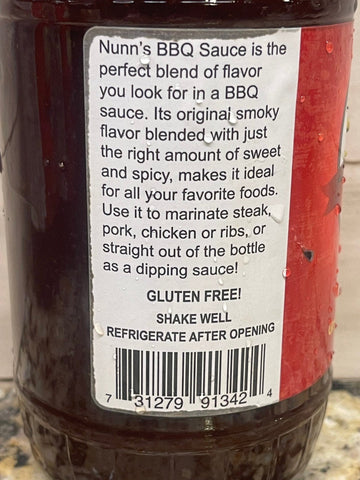 Nunn's BBQ Sauce is the
perfect blend of flavor
you look for in a BBQ
sauce. Its original smoky
flavor blended with just
the right amount of sweet
and spicy, makes it ideal
for all your favorite foods.
Use it to marinate steak,
pork, chicken or ribs, or
straight out of the bottle
as a dipping sauce!
GLUTEN FREE!
SHAKE WELL
REFRIGERATE AFTER OPENING
7 31279 91342 4